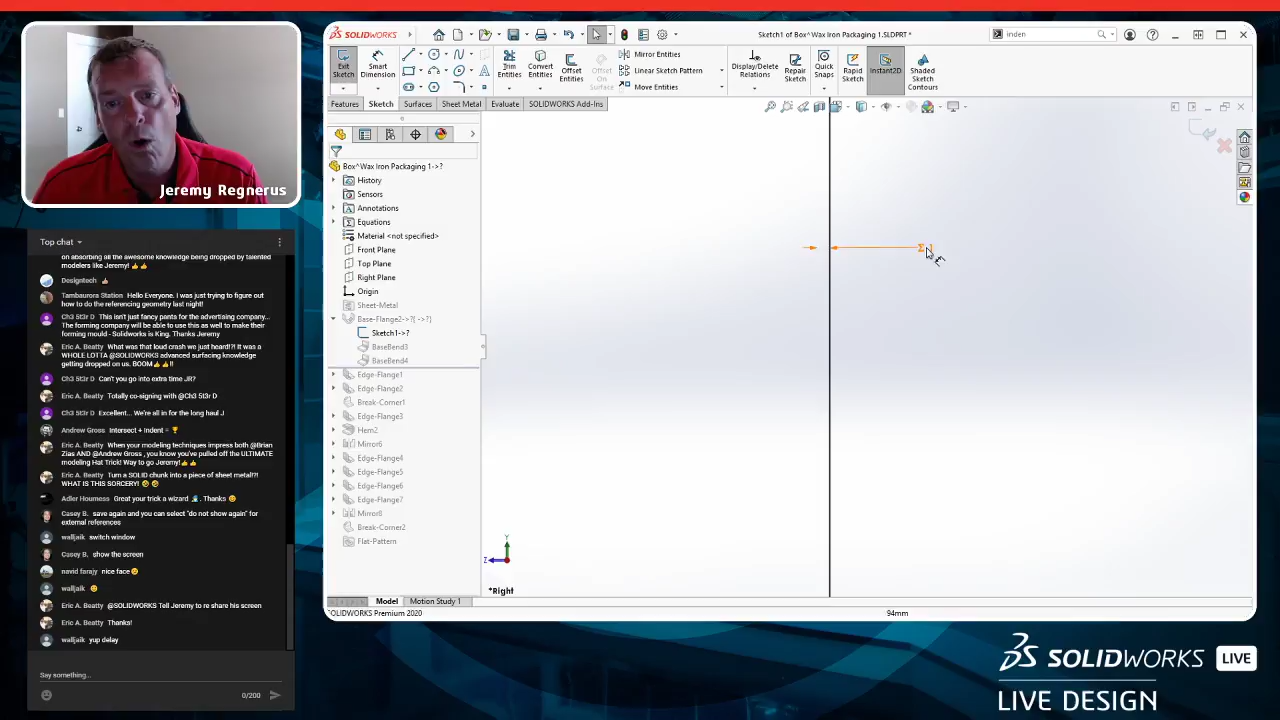 Jeremy Regnerus
Top chat
on absorbing all the awesome knowledge being dropped by talented
modelers like Jeremy!
Designtech
Tambaurora Station Hello Everyone. I was just trying to figure out
how to do the referencing geometry last night!
Ch3 5t3r D This isn't just fancy pants for the advertising company...
The forming company will be able to use this as well to make their
forming mould - Solidworks is King. Thanks Jeremy
Eric A. Beatty What was that loud crash we just heard!?! It was a
WHOLE LOTTA @SOLIDWORKS advanced surfacing knowledge
getting dropped on us. BOOM !!
Ch3 5t3r D Can't you go into extra time JR?
Eric A. Beatty Totally co-signing with @Ch3 5t3r D
Ch3 5t3r D Excellent... We're all in for the long haul J
Andrew Gross Intersect + Indent =
Eric A. Beatty When your modeling techniques impress both @Brian
Zias AND @Andrew Gross , you know you've pulled off the ULTIMATE
modeling Hat Trick! Way to go Jeremy!
Eric A. Beatty Turn a SOLID chunk into a piece of sheet metal!?!
WHAT IS THIS SORCERY!
Adler Houmess Great your trick a wizard . Thanks
Casey B. save again and you can select "do not show again" for
external references
walljaik switch window
Casey B. show the screen
navid farajy nice face
walljaik
Eric A. Beatty @SOLIDWORKS Tell Jeremy to re share his screen
Eric A. Beatty Thanks!
walljaik yup delay
Say something...
0/200
SOLIDWORKS
Sketch1 of Box^Wax Iron Packaging 1.SLDPRT *
inden
Exit
Sketch
Smart
Dimension
Trim
Entities
Convert
Entities
Offset
Entities
Offset
On
Surface
Mirror Entities
Linear Sketch Pattern
Move Entities
Display/Delete
Relations
Repair
Sketch
Quick
Snaps
Rapid
Sketch
Instant2D
Shaded
Sketch
Contours
Features Sketch Surfaces Sheet Metal Evaluate SOLIDWORKS Add-Ins
Box^Wax Iron Packaging 1->?
History
Sensors
Annotations
Equations
Material <not specified>
Front Plane
Top Plane
Right Plane
Origin
Sheet-Metal
Base-Flange2->?{ ->?}
Sketch1->?
BaseBend3
BaseBend4
Edge-Flange1
Edge-Flange2
Break-Corner1
Edge-Flange3
Hem2
Mirror6
Edge-Flange4
Edge-Flange5
Edge-Flange6
Edge-Flange7
Mirror8
Break-Corner2
Flat-Pattern
Σ 1
Y
Z
*Right
Model Motion Study 1
SOLIDWORKS Premium 2020
94mm
SOLIDWORKS LIVE
LIVE DESIGN